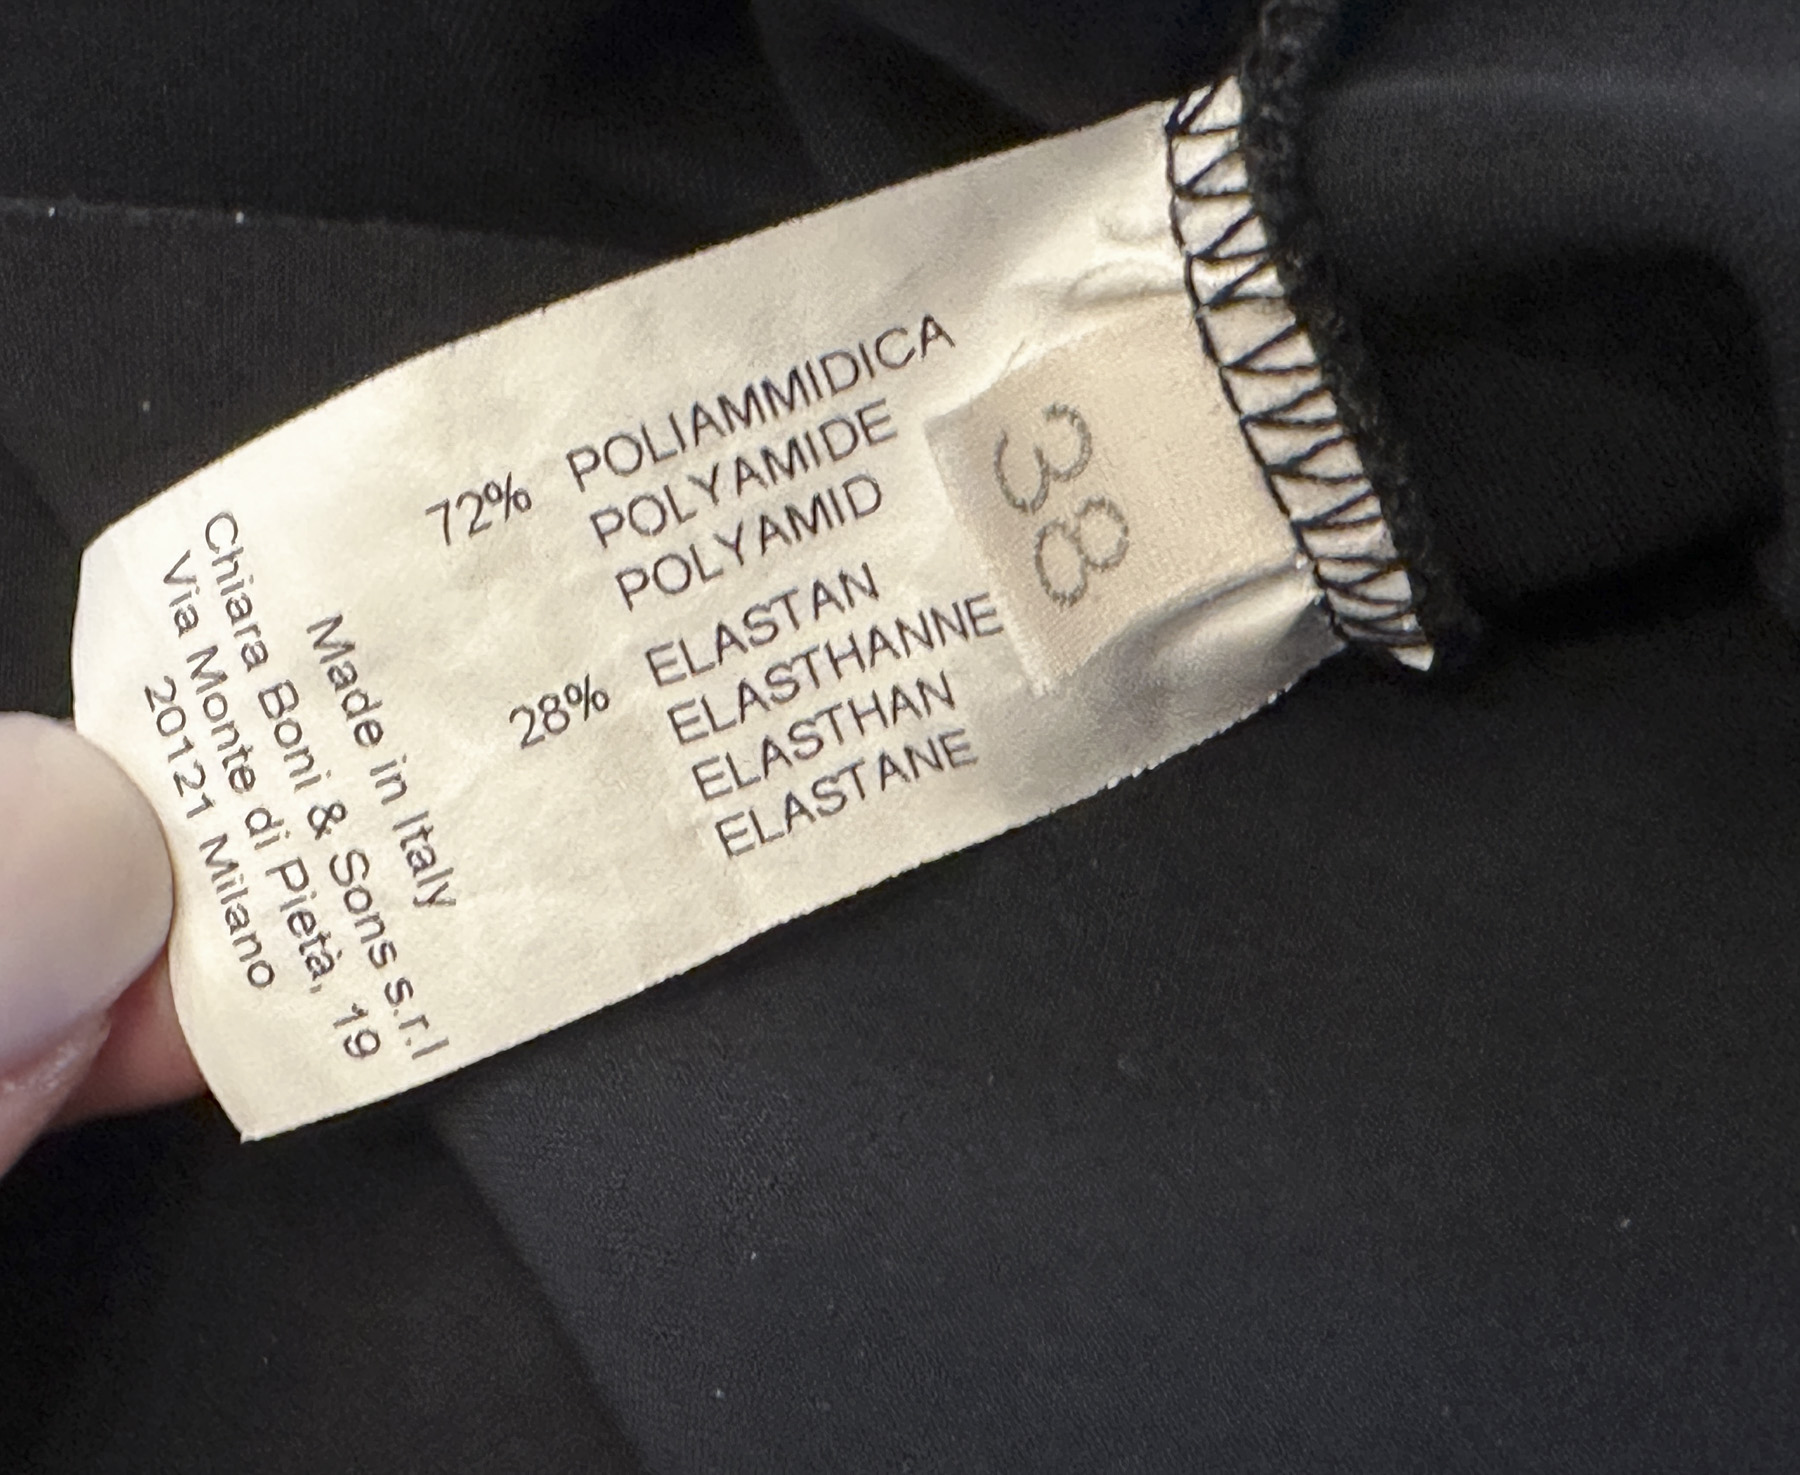 38
72% POLIAMMIDICA
POLYAMIDE
POLYAMID
28% ELASTAN
ELASTHANNE
ELASTHAN
ELASTANE
Made in Italy
Chiara Boni & Sons s.r.l
Via Monte di Pietà, 19
20121 Milano